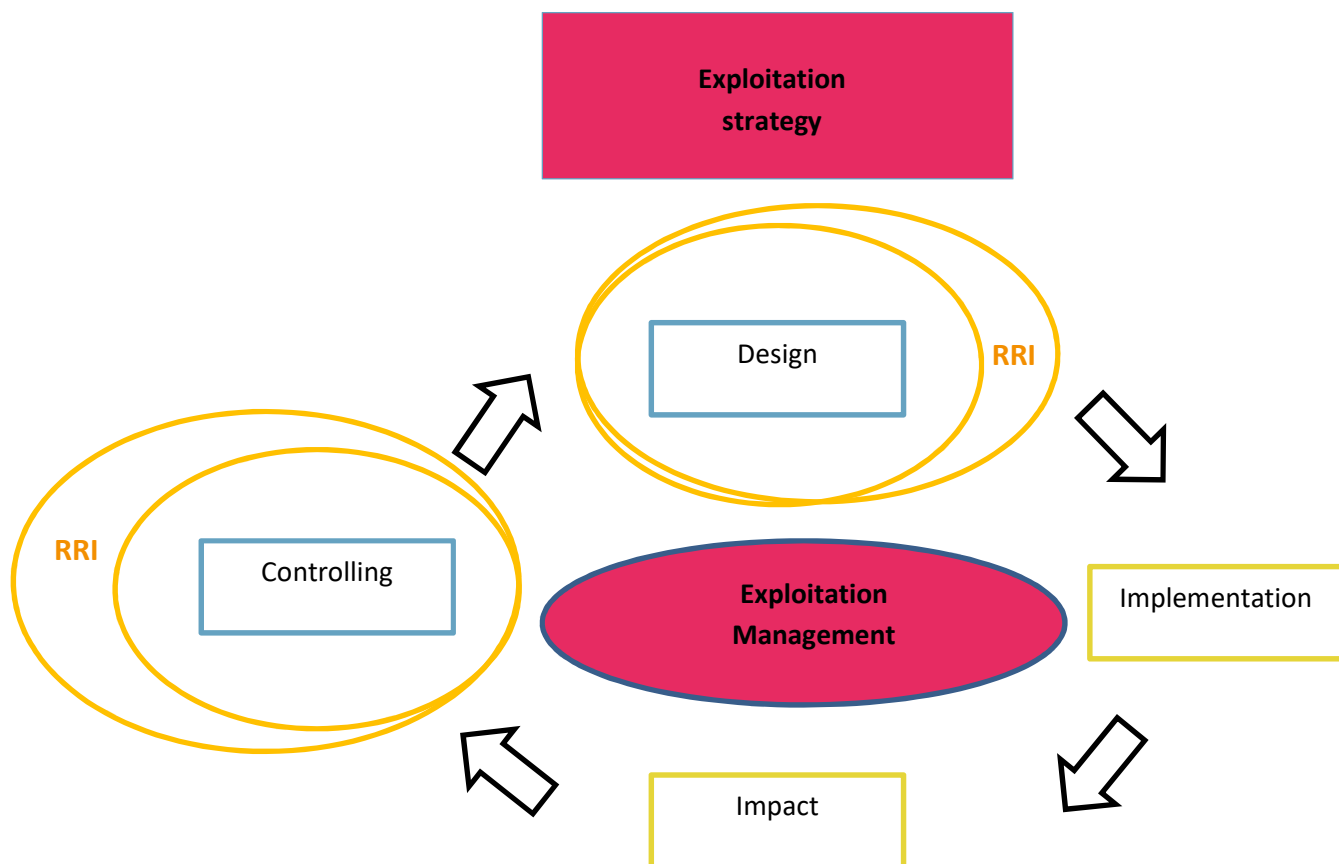 Exploitation
strategy
Design
RRI
RRI
Controlling
Exploitation
Management
Implementation
Impact